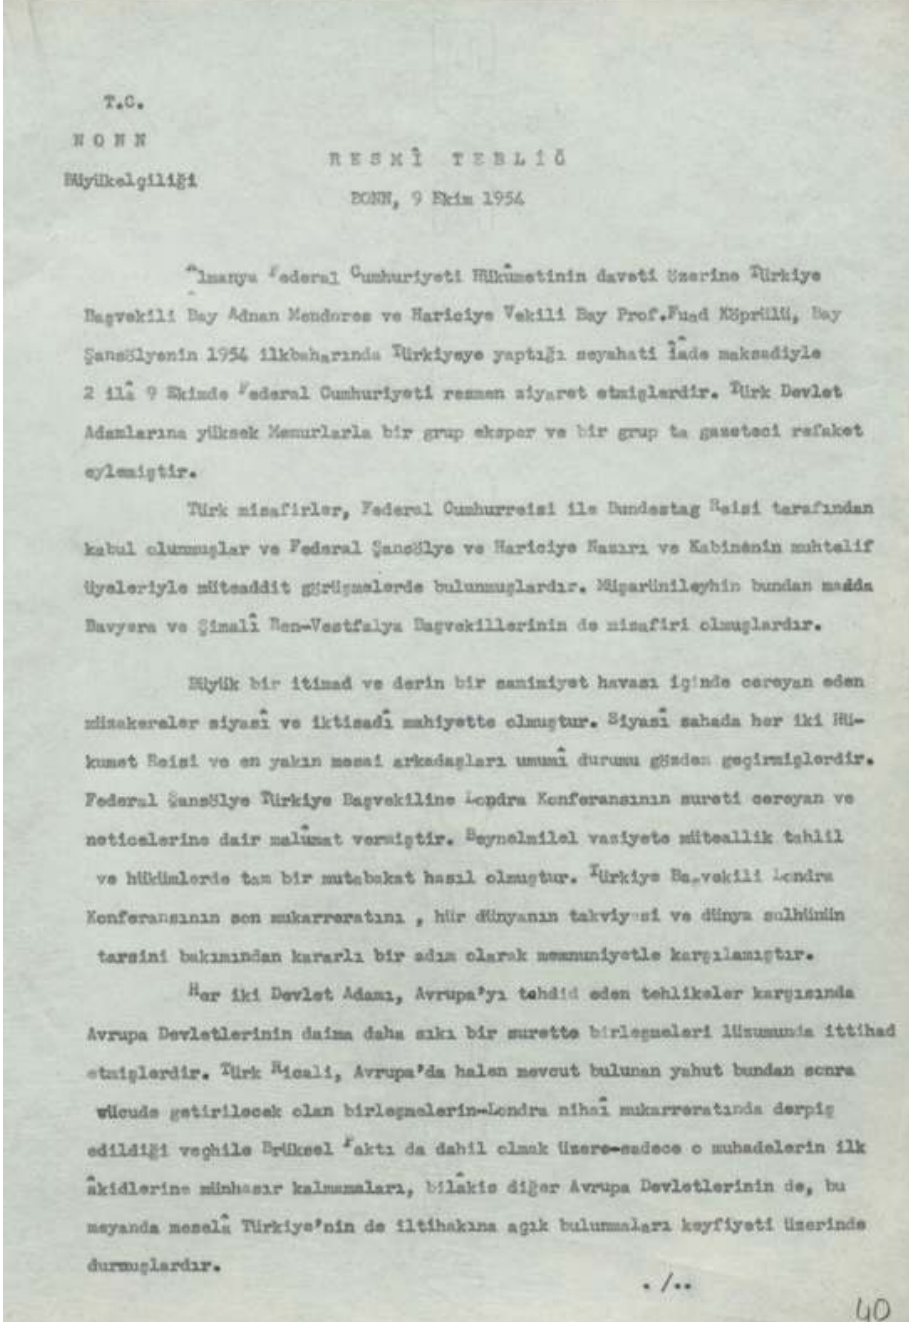 T.C.
N O N N
Büyükelçiliği
R E S M Î  T E B L İ Ğ
BONN, 9 Ekim 1954
Almanya Federal Cumhuriyeti Hükûmetinin daveti üzerine Türkiye
Başvekili Bay Adnan Menderes ve Hariciye Vekili Bay Prof.Fuad Köprülü, Bay
Şansölyenin 1954 ilkbaharında Türkiyeye yaptığı seyahati îade maksadiyle
2 ilâ 9 Ekimde Federal Cumhuriyeti resmen ziyaret etmişlerdir. Türk Devlet
Adamlarına yüksek Memurlarla bir grup eksper ve bir grup ta gazeteci refaket
eylemiştir.
Türk misafirler, Federal Cumhurreisi ile Bundestag Reisi tarafından
kabul olunmuşlar ve Federal Şansölye ve Hariciye Nazırı ve Kabinenin muhtelif
üyeleriyle müteaddit görüşmelerde bulunmuşlardır. Müşarünileyhin bundan madda
Bavyera ve Şimalî Ren-Vestfalya Başvekillerinin de misafiri olmuşlardır.
Büyük bir itimad ve derin bir samimiyet havası içinde cereyan eden
müzakereler siyasî ve iktisadî mahiyette olmuştur. Siyasî sahada her iki Hü-
kumet Reisi ve en yakın mesai arkadaşları umumî durumu gözden geçirmişlerdir.
Federal Şansölye Türkiye Başvekiline Londra Konferansının sureti cereyan ve
neticelerine dair malûmat vermiştir. Beynelmilel vaziyete müteallik tahlil
ve hükümlerde tam bir mutabakat hasıl olmuştur. Türkiye Başvekili Londra
Konferansının son mukarreratını , hür dünyanın takviyesi ve dünya sulhünün
tarsini bakımından kararlı bir adım olarak memnuniyetle karşılamıştır.
Her iki Devlet Adamı, Avrupa'yı tehdid eden tehlikeler karşısında
Avrupa Devletlerinin daima daha sıkı bir surette birleşmeleri lüzumunda ittihad
etmişlerdir. Türk Ricali, Avrupa'da halen mevcut bulunan yahut bundan sonra
vücude getirilecek olan birleşmelerin-Londra nihaî mukarreratında derpiş
edildiği veçhile Brüksel Paktı da dahil olmak üzere-sadece o muhadelerin ilk
âkidlerine münhasır kalmamaları, bilâkis diğer Avrupa Devletlerinin de, bu
meyanda meselâ Türkiye'nin de iltihakına açık bulunmaları keyfiyeti üzerinde
durmuşlardır.
. /..
40